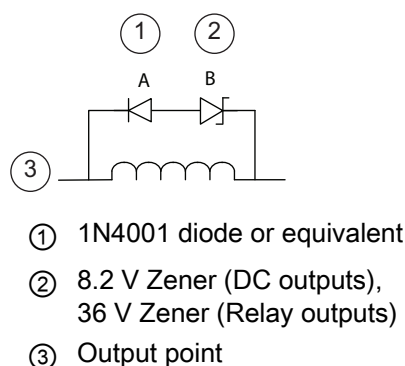 ① ②
A B
③
① 1N4001 diode or equivalent
② 8.2 V Zener (DC outputs),
36 V Zener (Relay outputs)
③ Output point